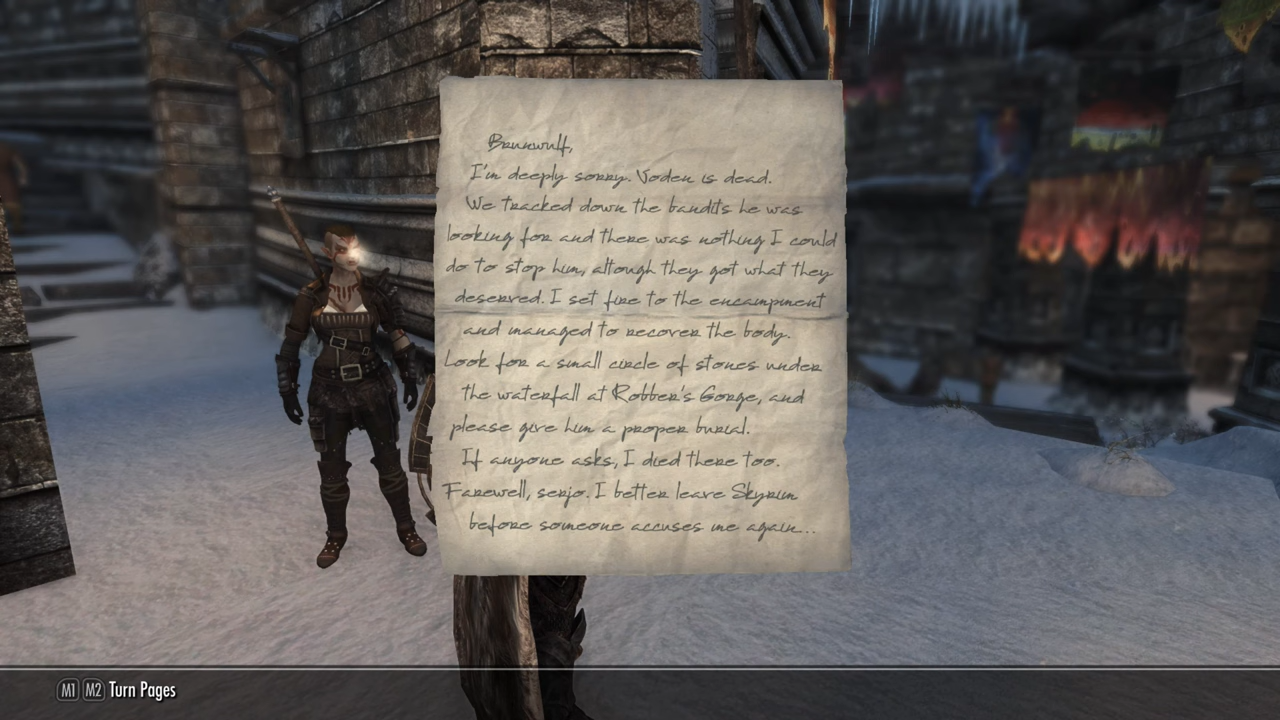 Brunwulf,
I'm deeply sorry. Voden is dead.
We tracked down the bandits he was
looking for and there was nothing I could
do to stop him, altough they got what they
deserved. I set fire to the encampment
and managed to recover the body.
Look for a small circle of stones under
the waterfall at Robber's Gorge, and
please give him a proper burial.
If anyone asks, I died there too.
Farewell, serjo. I better leave Skyrim
before someone accuses me again...
M1 M2 Turn Pages